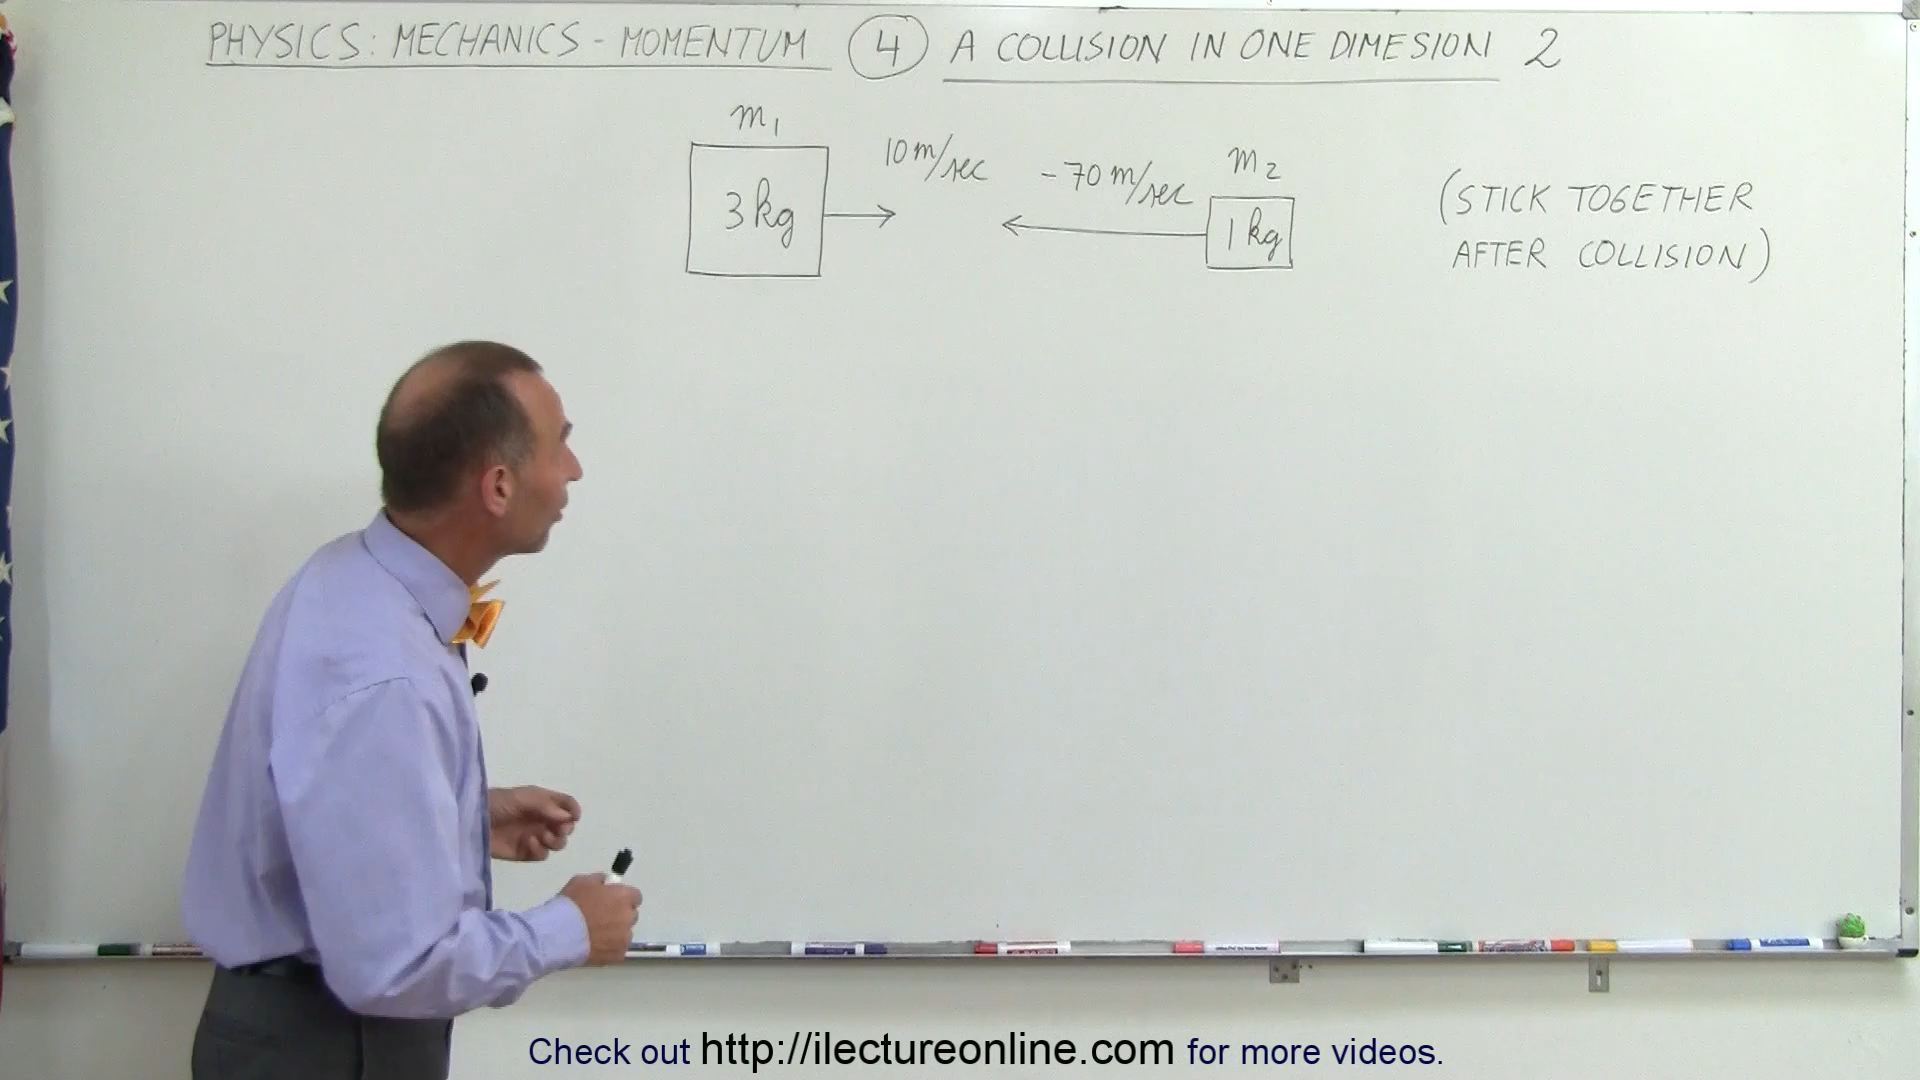 PHYSICS: MECHANICS - MOMENTUM 4 A COLLISION IN ONE DIMESION 2
m1
3 kg
10 m/sec
-70 m/sec
m2
1 kg
(STICK TOGETHER
AFTER COLLISION)
Check out http://ilectureonline.com for more videos.